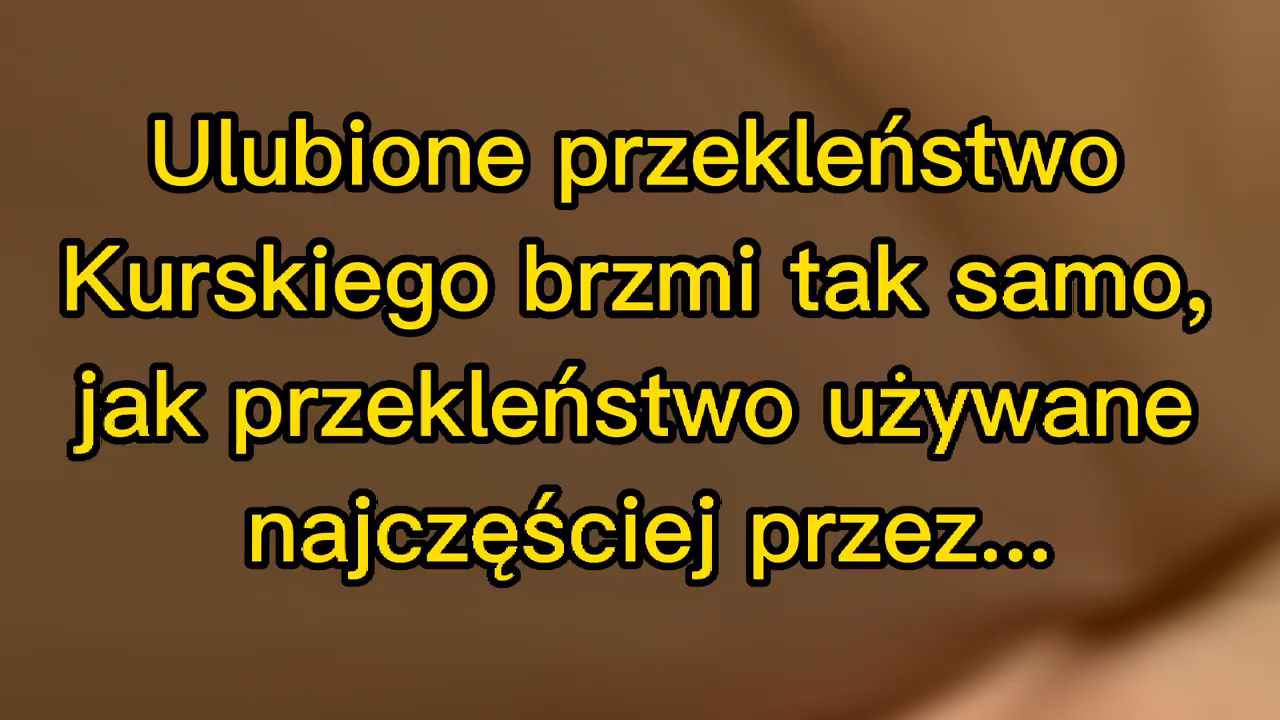 Ulubione przekleństwo
Kurskiego brzmi tak samo,
jak przekleństwo używane
najczęściej przez...